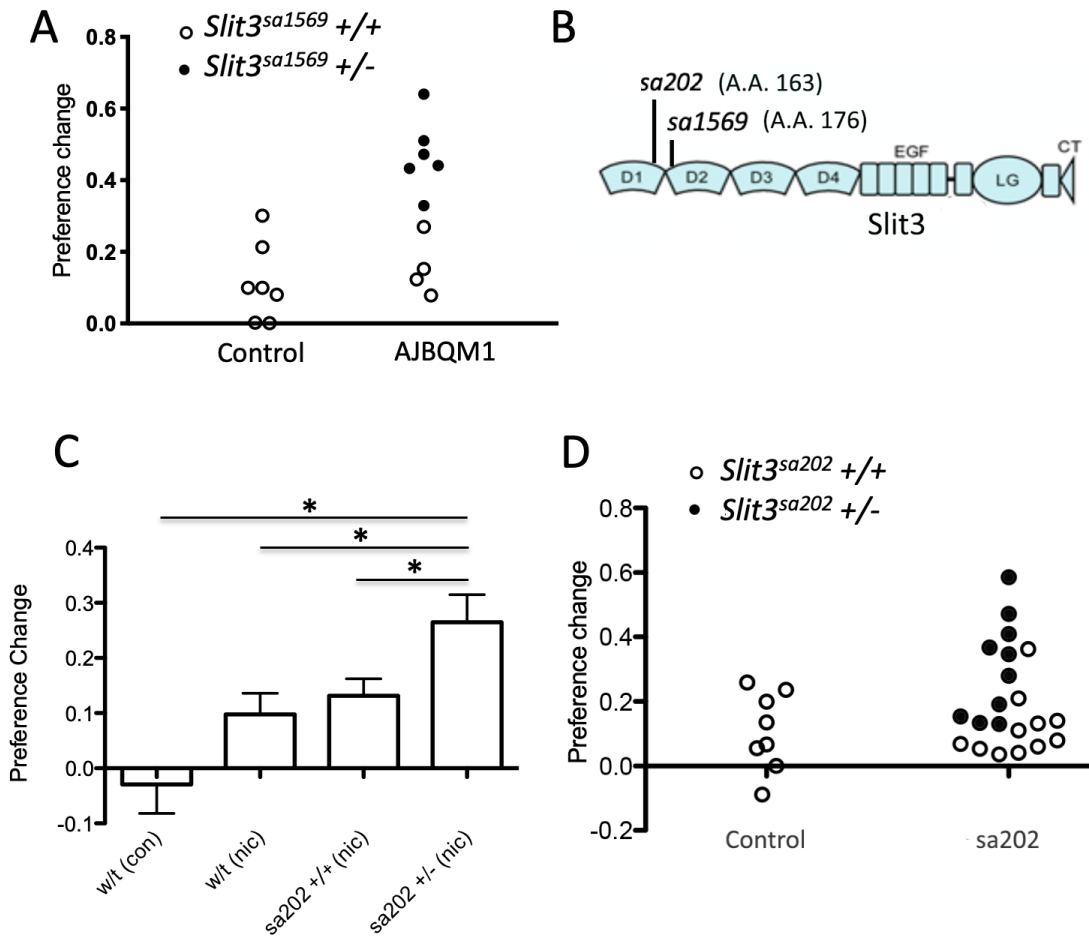 A
Slit3sa1569 +/+
Slit3sa1569 +/-
0.8
0.6
0.4
0.2
0.0
Preference change
Control
AJBQM1
B
sa202 (A.A. 163)
sa1569 (A.A. 176)
D1
D2
D3
D4
EGF
LG
CT
Slit3
C
*
*
*
0.4
0.3
0.2
0.1
0.0
-0.1
Preference Change
w/t (con)
w/t (nic)
sa202 +/+ (nic)
sa202 +/- (nic)
D
Slit3sa202 +/+
Slit3sa202 +/-
0.8
0.6
0.4
0.2
0.0
-0.2
Preference change
Control
sa202